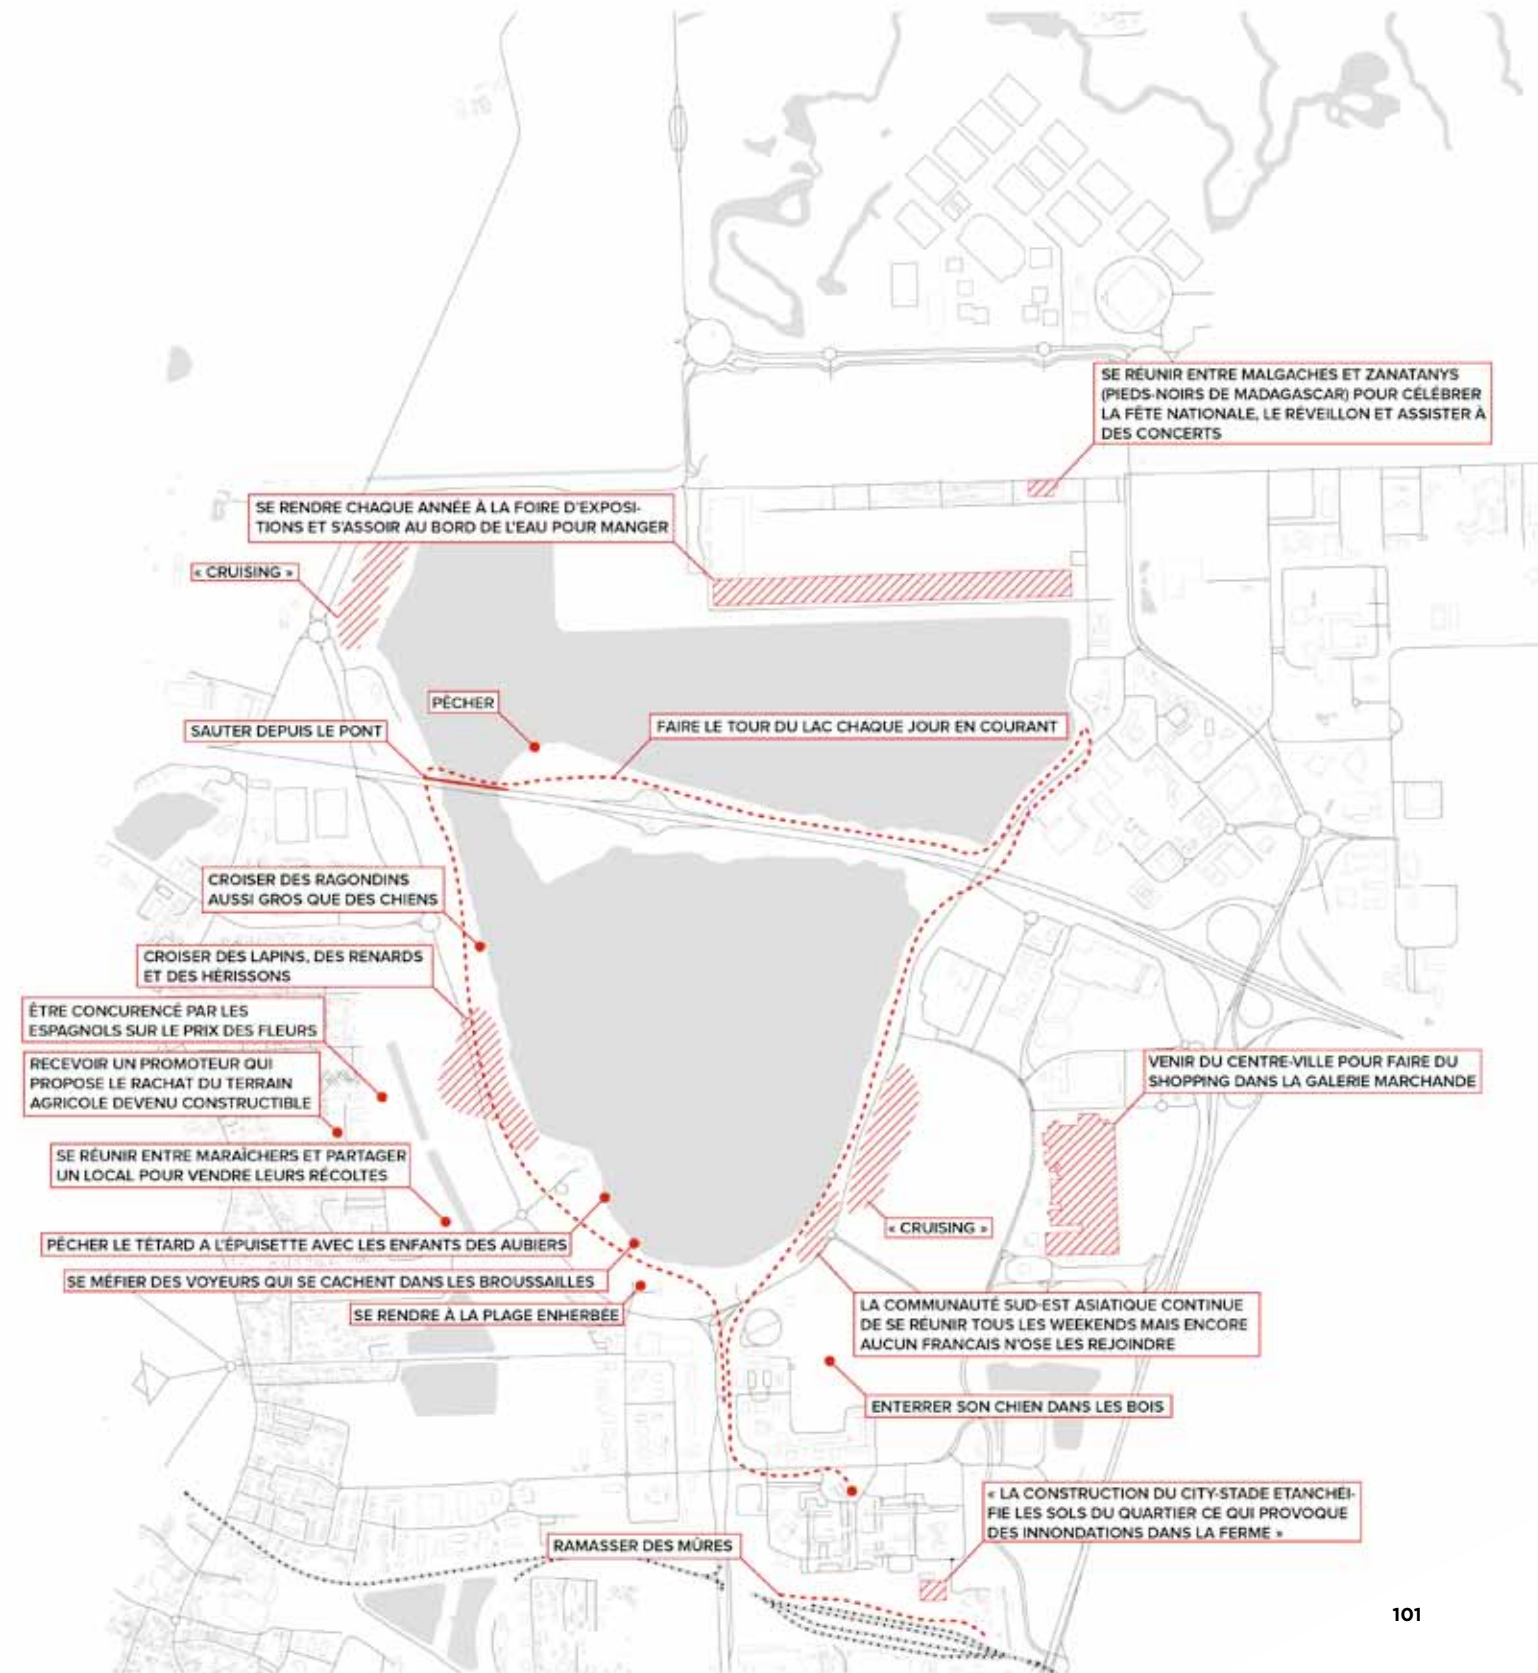 SE RÉUNIR ENTRE MALGACHES ET ZANATANYS
(PIEDS-NOIRS DE MADAGASCAR) POUR CÉLÉBRER
LA FÊTE NATIONALE, LE RÉVEILLON ET ASSISTER À
DES CONCERTS
SE RENDRE CHAQUE ANNÉE À LA FOIRE D'EXPOSI-
TIONS ET S'ASSOIR AU BORD DE L'EAU POUR MANGER
« CRUISING »
PÊCHER
SAUTER DEPUIS LE PONT
FAIRE LE TOUR DU LAC CHAQUE JOUR EN COURANT
CROISER DES RAGONDINS
AUSSI GROS QUE DES CHIENS
CROISER DES LAPINS, DES RENARDS
ET DES HÉRISSONS
ÊTRE CONCURENCÉ PAR LES
ESPAGNOLS SUR LE PRIX DES FLEURS
RECEVOIR UN PROMOTEUR QUI
PROPOSE LE RACHAT DU TERRAIN
AGRICOLE DEVENU CONSTRUCTIBLE
VENIR DU CENTRE-VILLE POUR FAIRE DU
SHOPPING DANS LA GALERIE MARCHANDE
SE RÉUNIR ENTRE MARAÎCHERS ET PARTAGER
UN LOCAL POUR VENDRE LEURS RÉCOLTES
« CRUISING »
PÊCHER LE TÉTARD A L'ÉPUISETTE AVEC LES ENFANTS DES AUBIERS
SE MÉFIER DES VOYEURS QUI SE CACHENT DANS LES BROUSSAILLES
SE RENDRE À LA PLAGE ENHERBÉE
LA COMMUNAUTÉ SUD-EST ASIATIQUE CONTINUE
DE SE RÉUNIR TOUS LES WEEKENDS MAIS ENCORE
AUCUN FRANCAIS N'OSE LES REJOINDRE
ENTERRER SON CHIEN DANS LES BOIS
« LA CONSTRUCTION DU CITY-STADE ETANCHÉI-
FIE LES SOLS DU QUARTIER CE QUI PROVOQUE
DES INNONDATIONS DANS LA FERME »
RAMASSER DES MÛRES
101